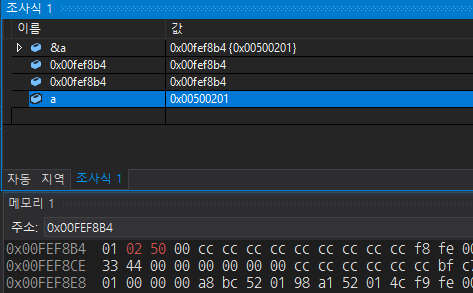 조사식 1
이름 값
&a 0x00fef8b4 {0x00500201}
0x00fef8b4 0x00fef8b4
0x00fef8b4 0x00fef8b4
a 0x00500201
자동 지역 조사식 1
메모리 1
주소: 0x00FEF8B4
0x00FEF8B4 01 02 50 00 cc cc cc cc cc cc cc cc f8 fe 00
0x00FEF8CE 33 44 00 00 00 00 00 00 cc cc cc cc cc cc bf
0x00FEF8E8 01 00 00 00 a8 bc 52 01 98 a1 52 01 4c f9 fe